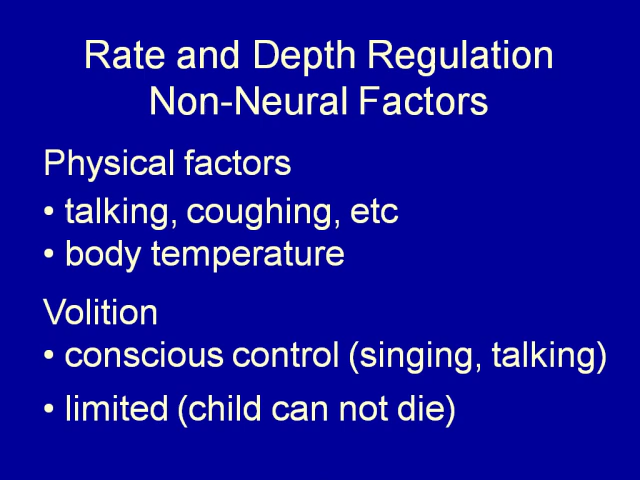 Rate and Depth Regulation
Non-Neural Factors
Physical factors
• talking, coughing, etc
• body temperature
Volition
• conscious control (singing, talking)
• limited (child can not die)